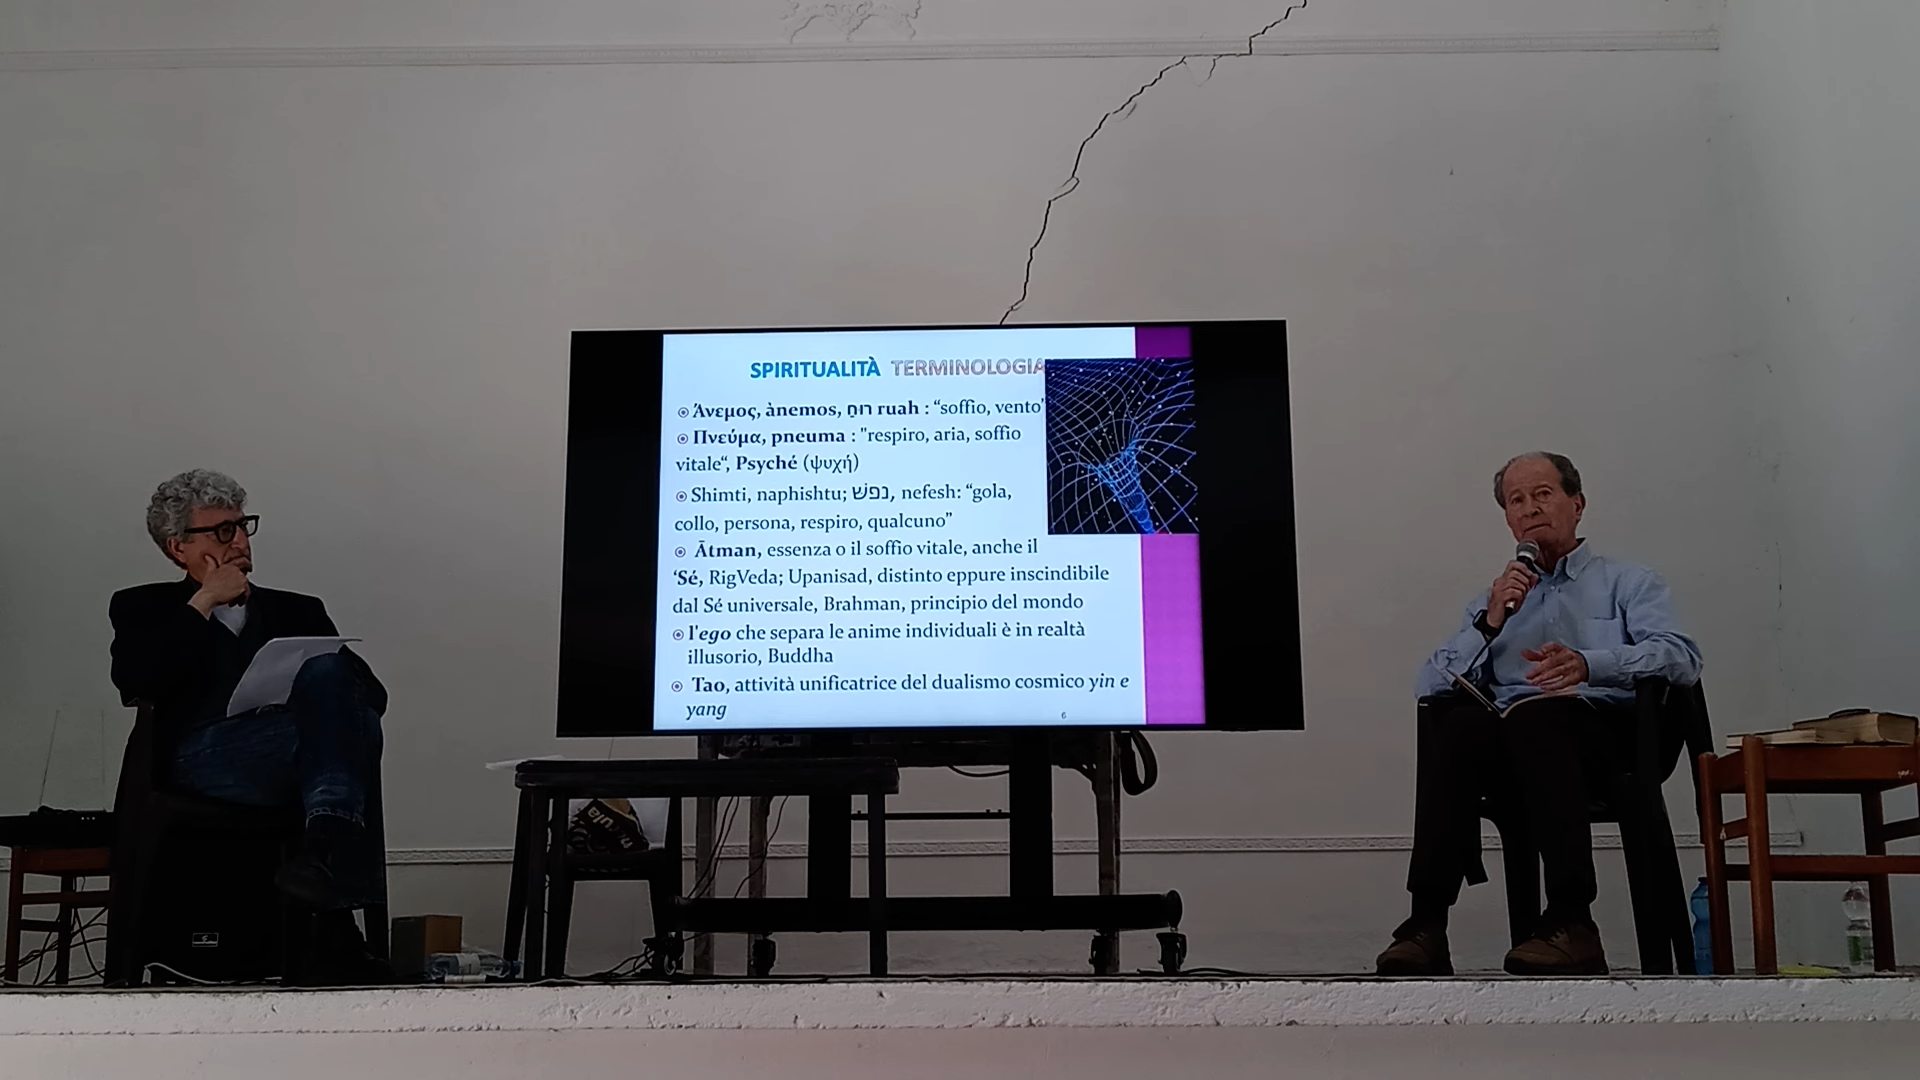 SPIRITUALITÀ TERMINOLOGIA
Άνεμος, ànemos, רוח ruah : “soffio, vento”
Πνεύμα, pneuma : "respiro, aria, soffio
vitale“, Psyché (ψυχή)
Shimti, naphishtu; נפשׁ, nefesh: “gola,
collo, persona, respiro, qualcuno”
Ātman, essenza o il soffio vitale, anche il
‘Sé, RigVeda; Upanisad, distinto eppure inscindibile
dal Sé universale, Brahman, principio del mondo
l'ego che separa le anime individuali è in realtà
illusorio, Buddha
Tao, attività unificatrice del dualismo cosmico yin e
yang
6